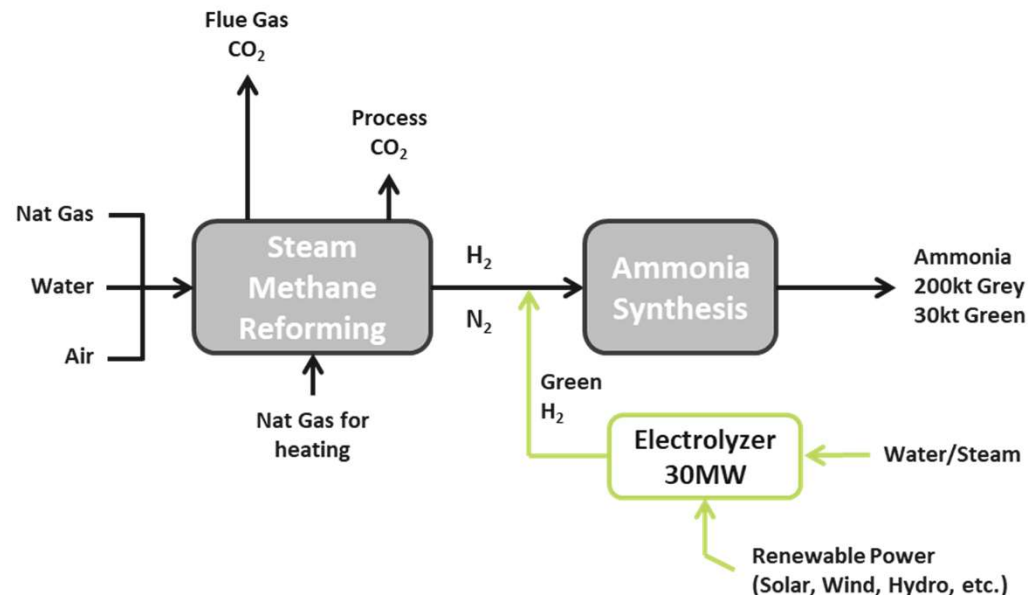 Flue Gas
CO₂
Process
CO₂
Nat Gas
Water
Air
Steam
Methane
Reforming
H₂
N₂
Ammonia
Synthesis
Ammonia
200kt Grey
30kt Green
Nat Gas for
heating
Green
H₂
Electrolyzer
30MW
Water/Steam
Renewable Power
(Solar, Wind, Hydro, etc.)